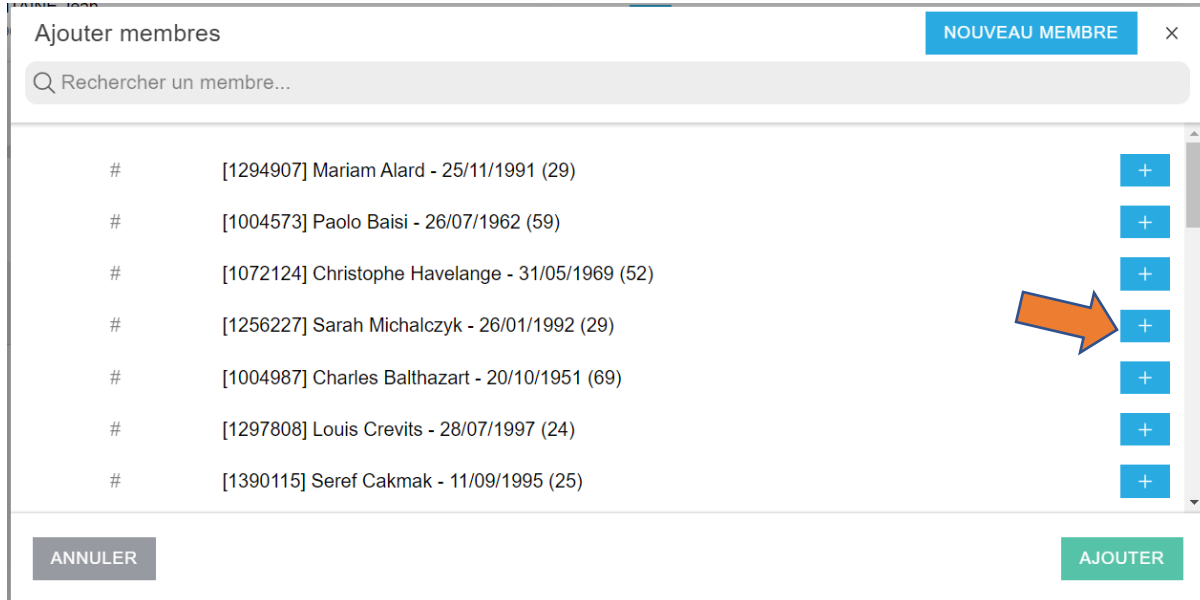 Ajouter membres
NOUVEAU MEMBRE
×
Rechercher un membre...
# [1294907] Mariam Alard - 25/11/1991 (29) +
# [1004573] Paolo Baisi - 26/07/1962 (59) +
# [1072124] Christophe Havelange - 31/05/1969 (52) +
# [1256227] Sarah Michalczyk - 26/01/1992 (29) +
# [1004987] Charles Balthazart - 20/10/1951 (69) +
# [1297808] Louis Crevits - 28/07/1997 (24) +
# [1390115] Seref Cakmak - 11/09/1995 (25) +
ANNULER
AJOUTER